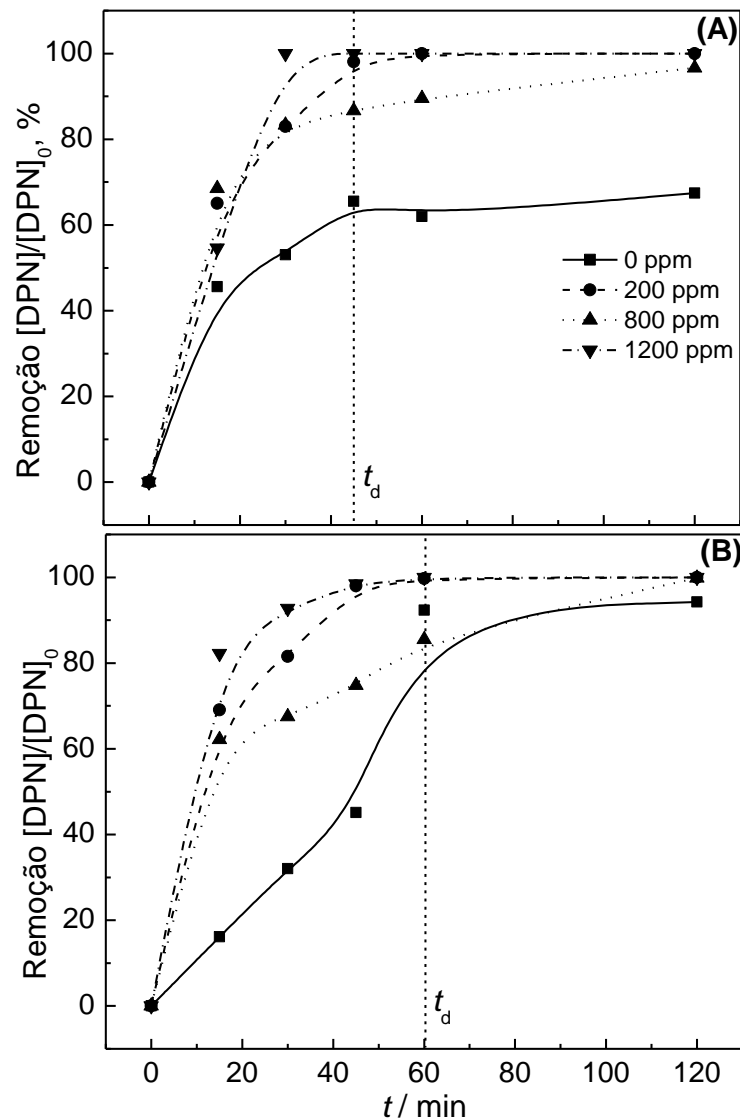 (A)
100
80
60
40
20
0
Remoção [DPN]/[DPN]0, %
0 ppm
200 ppm
800 ppm
1200 ppm
td
(B)
100
80
60
40
20
0
Remoção [DPN]/[DPN]0
td
0 20 40 60 80 100 120
t / min